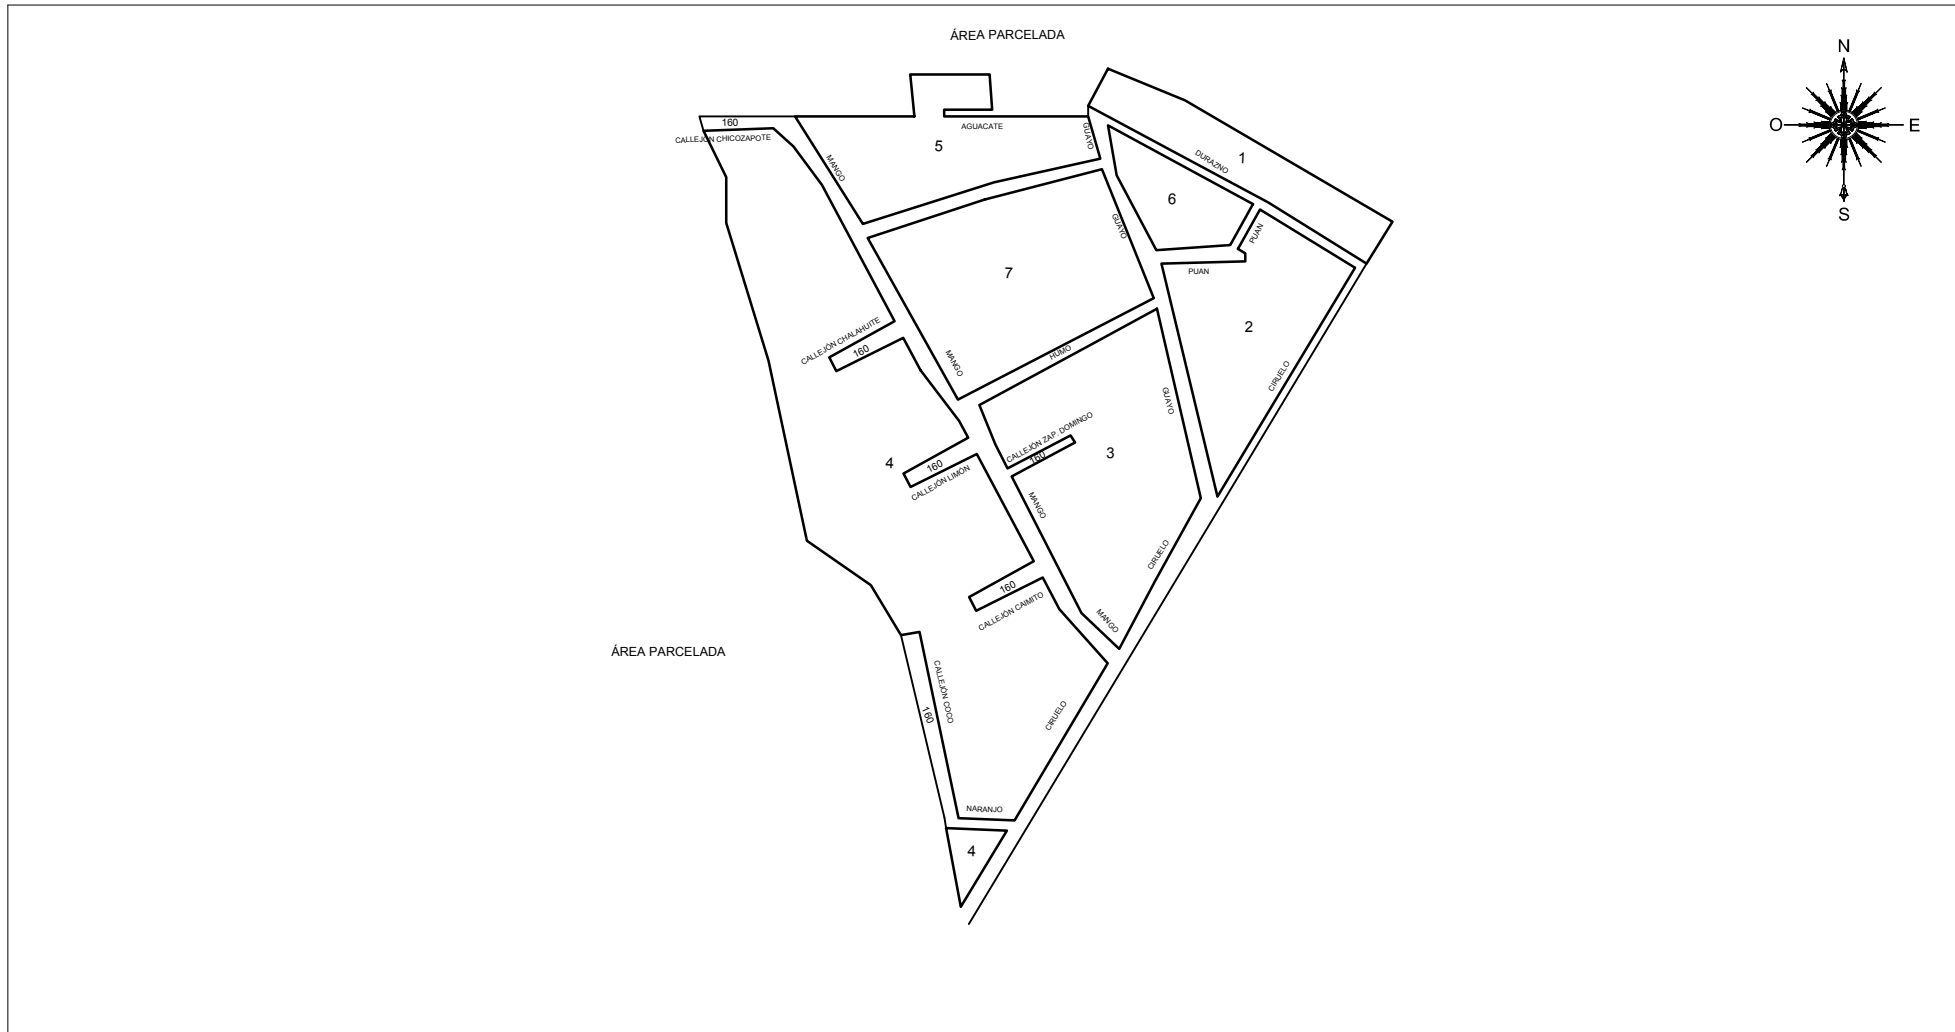 ÁREA PARCELADA
N
O
E
S
160
CALLEJÓN CHICOZAPOTE
AGUACATE
GUAYO
5
MANGO
DURAZNO
1
6
GUAYO
PUAN
PUAN
7
2
CALLEJÓN CHALAHUITE
160
MANGO
HUMO
GUAYO
CIRUELO
CALLEJÓN ZAP. DOMINGO
160
3
4
160
CALLEJÓN LIMÓN
MANGO
CIRUELO
160
CALLEJÓN CAIMITO
MANGO
ÁREA PARCELADA
CALLEJÓN COCO
160
CIRUELO
NARANJO
4